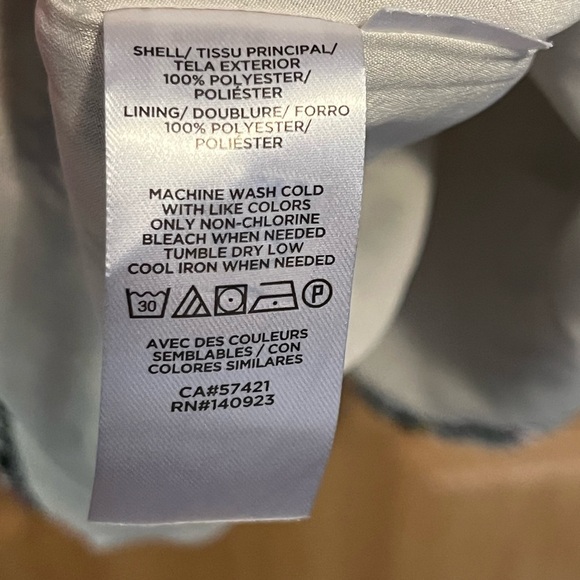 SHELL/ TISSU PRINCIPAL/
TELA EXTERIOR
100% POLYESTER/
POLIÉSTER
LINING/ DOUBLURE/ FORRO
100% POLYESTER/
POLIÉSTER
MACHINE WASH COLD
WITH LIKE COLORS
ONLY NON-CHLORINE
BLEACH WHEN NEEDED
TUMBLE DRY LOW
COOL IRON WHEN NEEDED
30 P
AVEC DES COULEURS
SEMBLABLES / CON
COLORES SIMILARES
CA#57421
RN#140923